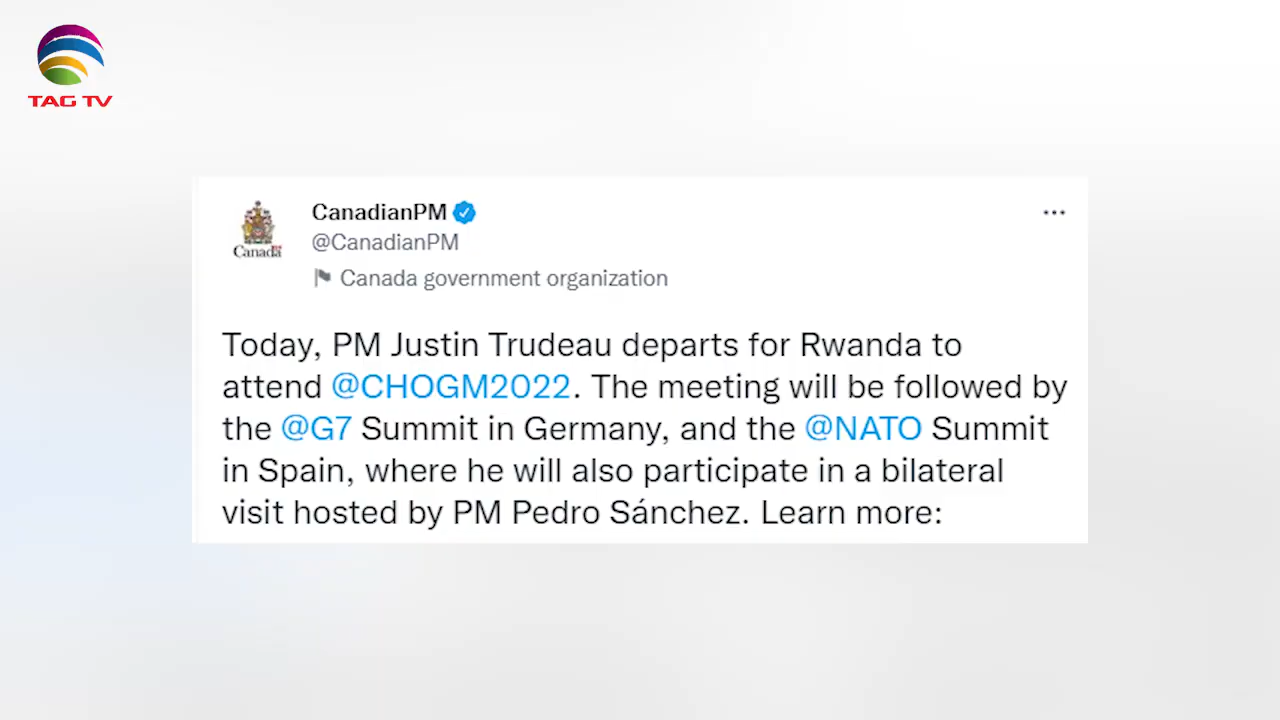 TAG TV
CanadianPM
@CanadianPM
Canada
Canada government organization
Today, PM Justin Trudeau departs for Rwanda to
attend @CHOGM2022. The meeting will be followed by
the @G7 Summit in Germany, and the @NATO Summit
in Spain, where he will also participate in a bilateral
visit hosted by PM Pedro Sánchez. Learn more: